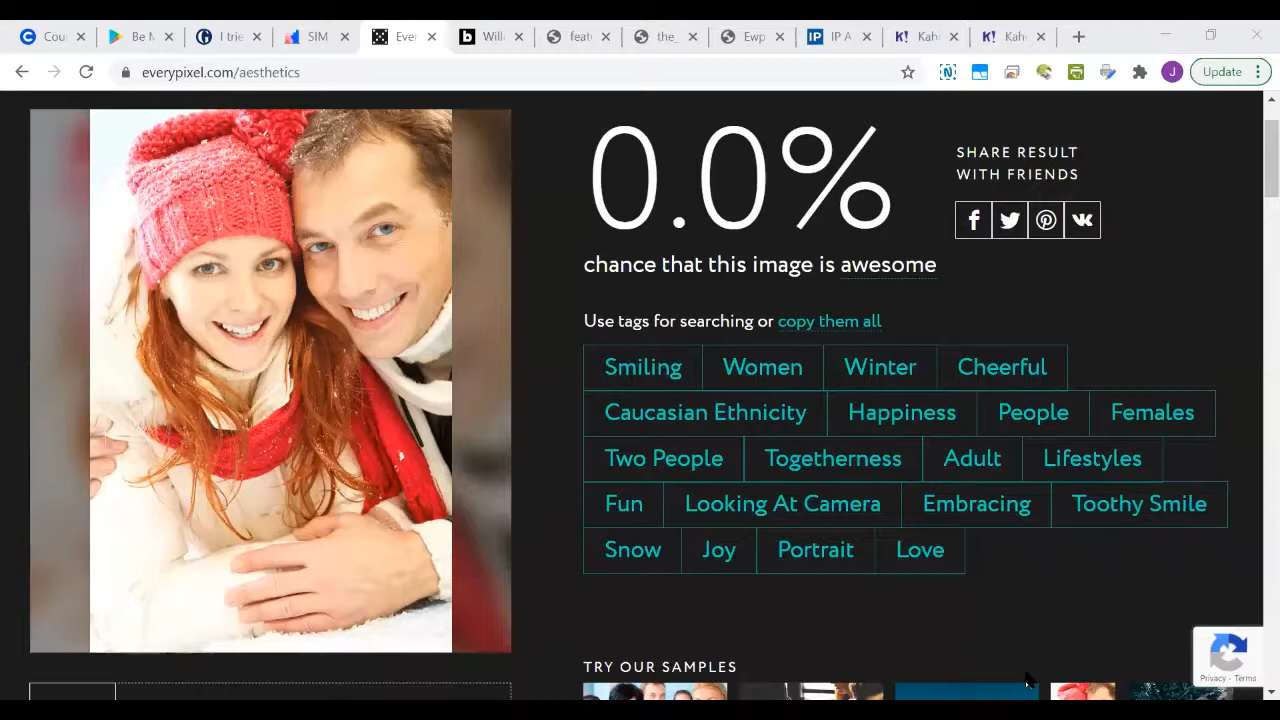 Cou
Be M
I trie
SIM
Ever
Will
feat
the_
Ewp
IP A
Kah
Kah
everypixel.com/aesthetics
Update
0.0%
SHARE RESULT
WITH FRIENDS
chance that this image is awesome
Use tags for searching or copy them all
Smiling Women Winter Cheerful
Caucasian Ethnicity Happiness People Females
Two People Togetherness Adult Lifestyles
Fun Looking At Camera Embracing Toothy Smile
Snow Joy Portrait Love
TRY OUR SAMPLES
Privacy - Terms